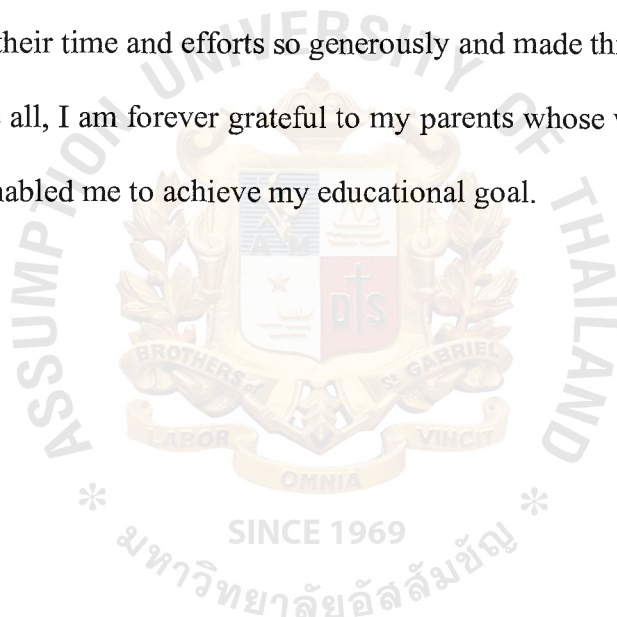 their time and efforts so generously and made
all, I am forever grateful to my parents whose
me to achieve my educational goal.
ASSUMPTION UNIVERSITY OF THAILAND
AM
DS
BROTHERS of St GABRIEL
LABOR OMNIA VINCIT
SINCE 1969
มหาวิทยาลัยอัสสัมชัญ